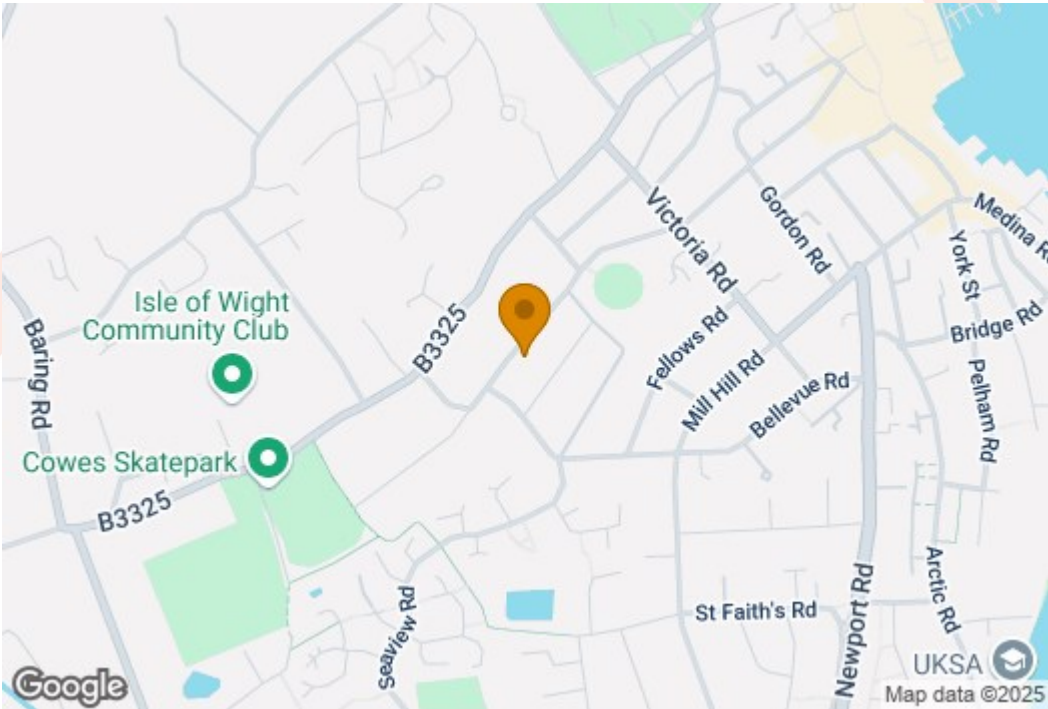 Victoria Rd
Gordon Rd
Medina R
York St
Isle of Wight
Community Club
B3325
Bridge Rd
Baring Rd
Fellows Rd
Mill Hill Rd
Bellevue Rd
Pelham Rd
Cowes Skatepark
B3325
Seaview Rd
St Faith's Rd
Newport Rd
Arctic Rd
UKSA
Google
Map data ©2025